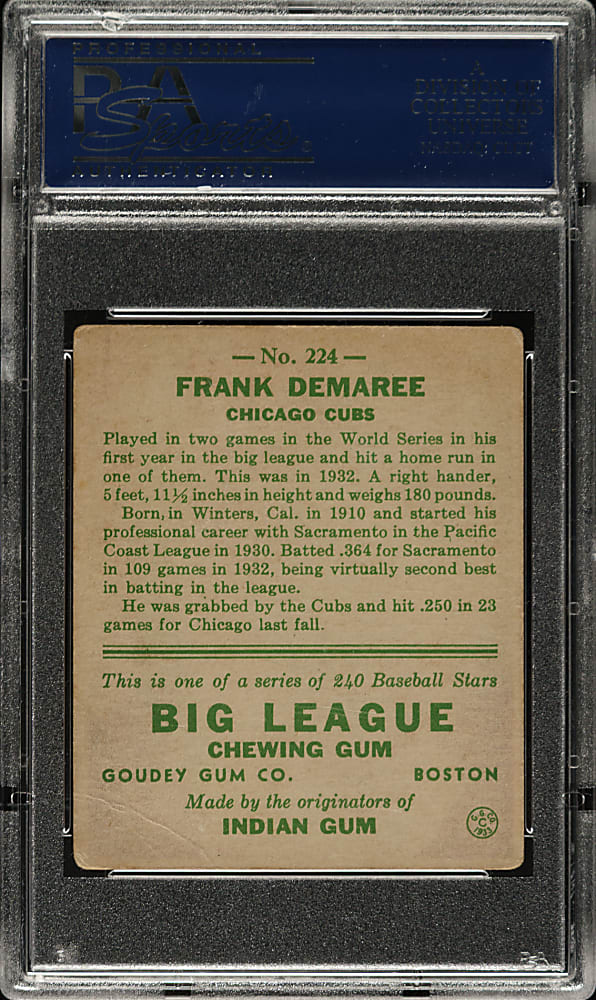 PROFESSIONAL
PSA
Sports
AUTHENTICATOR
A
DIVISION OF
COLLECTORS
UNIVERSE
NASDAQ: CLCT
— No. 224 —
FRANK DEMAREE
CHICAGO CUBS
Played in two games in the World Series in his
first year in the big league and hit a home run in
one of them. This was in 1932. A right hander,
5 feet, 11½ inches in height and weighs 180 pounds.
Born, in Winters, Cal. in 1910 and started his
professional career with Sacramento in the Pacific
Coast League in 1930. Batted .364 for Sacramento
in 109 games in 1932, being virtually second best
in batting in the league.
He was grabbed by the Cubs and hit .250 in 23
games for Chicago last fall.
This is one of a series of 240 Baseball Stars
BIG LEAGUE
CHEWING GUM
GOUDEY GUM CO. BOSTON
Made by the originators of
INDIAN GUM
G. G. CO.
C
1933
PSA